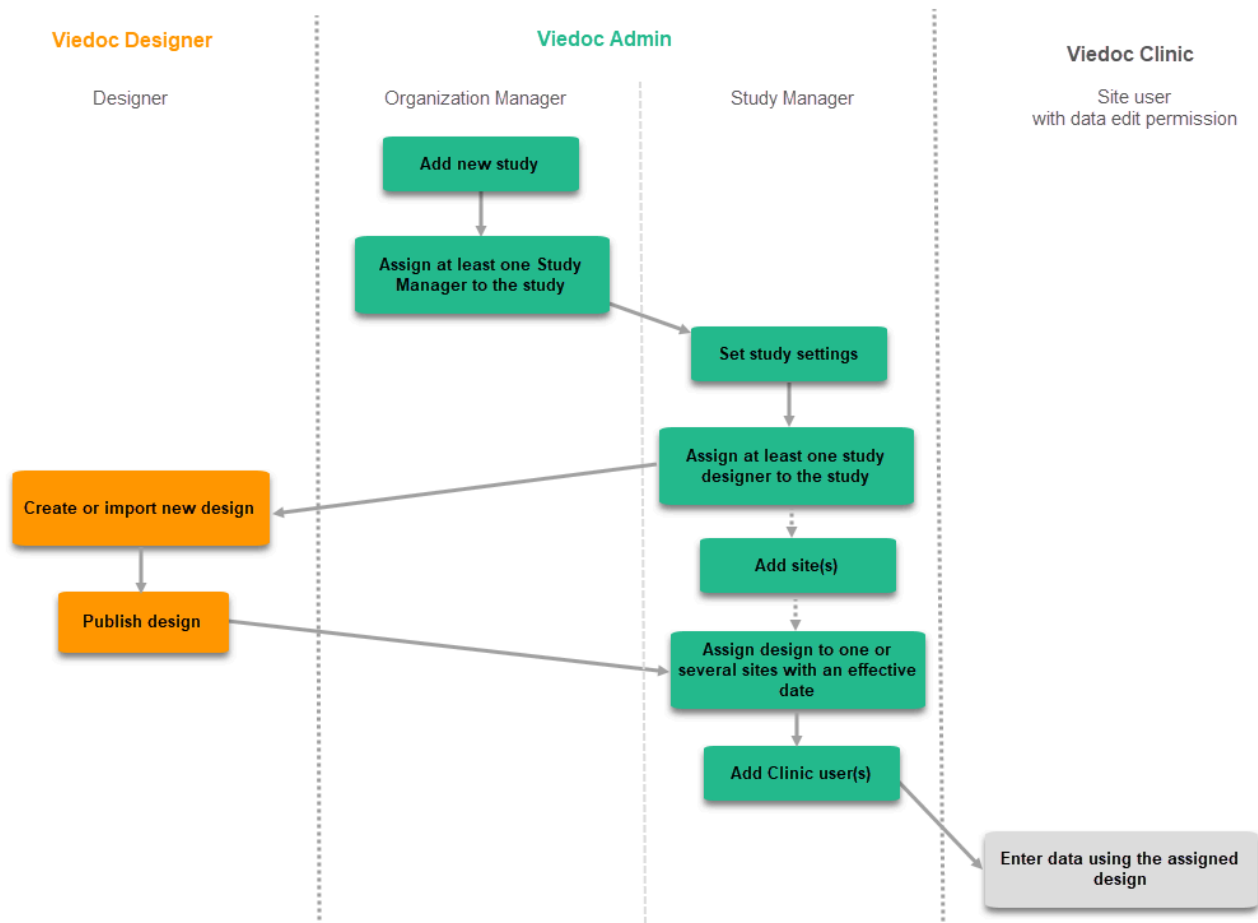 Viedoc Designer
Viedoc Admin
Viedoc Clinic
Designer
Organization Manager
Study Manager
Site user
with data edit permission
Add new study
Assign at least one Study
Manager to the study
Set study settings
Assign at least one study
designer to the study
Create or import new design
Add site(s)
Publish design
Assign design to one or
several sites with an effective
date
Add Clinic user(s)
Enter data using the assigned
design